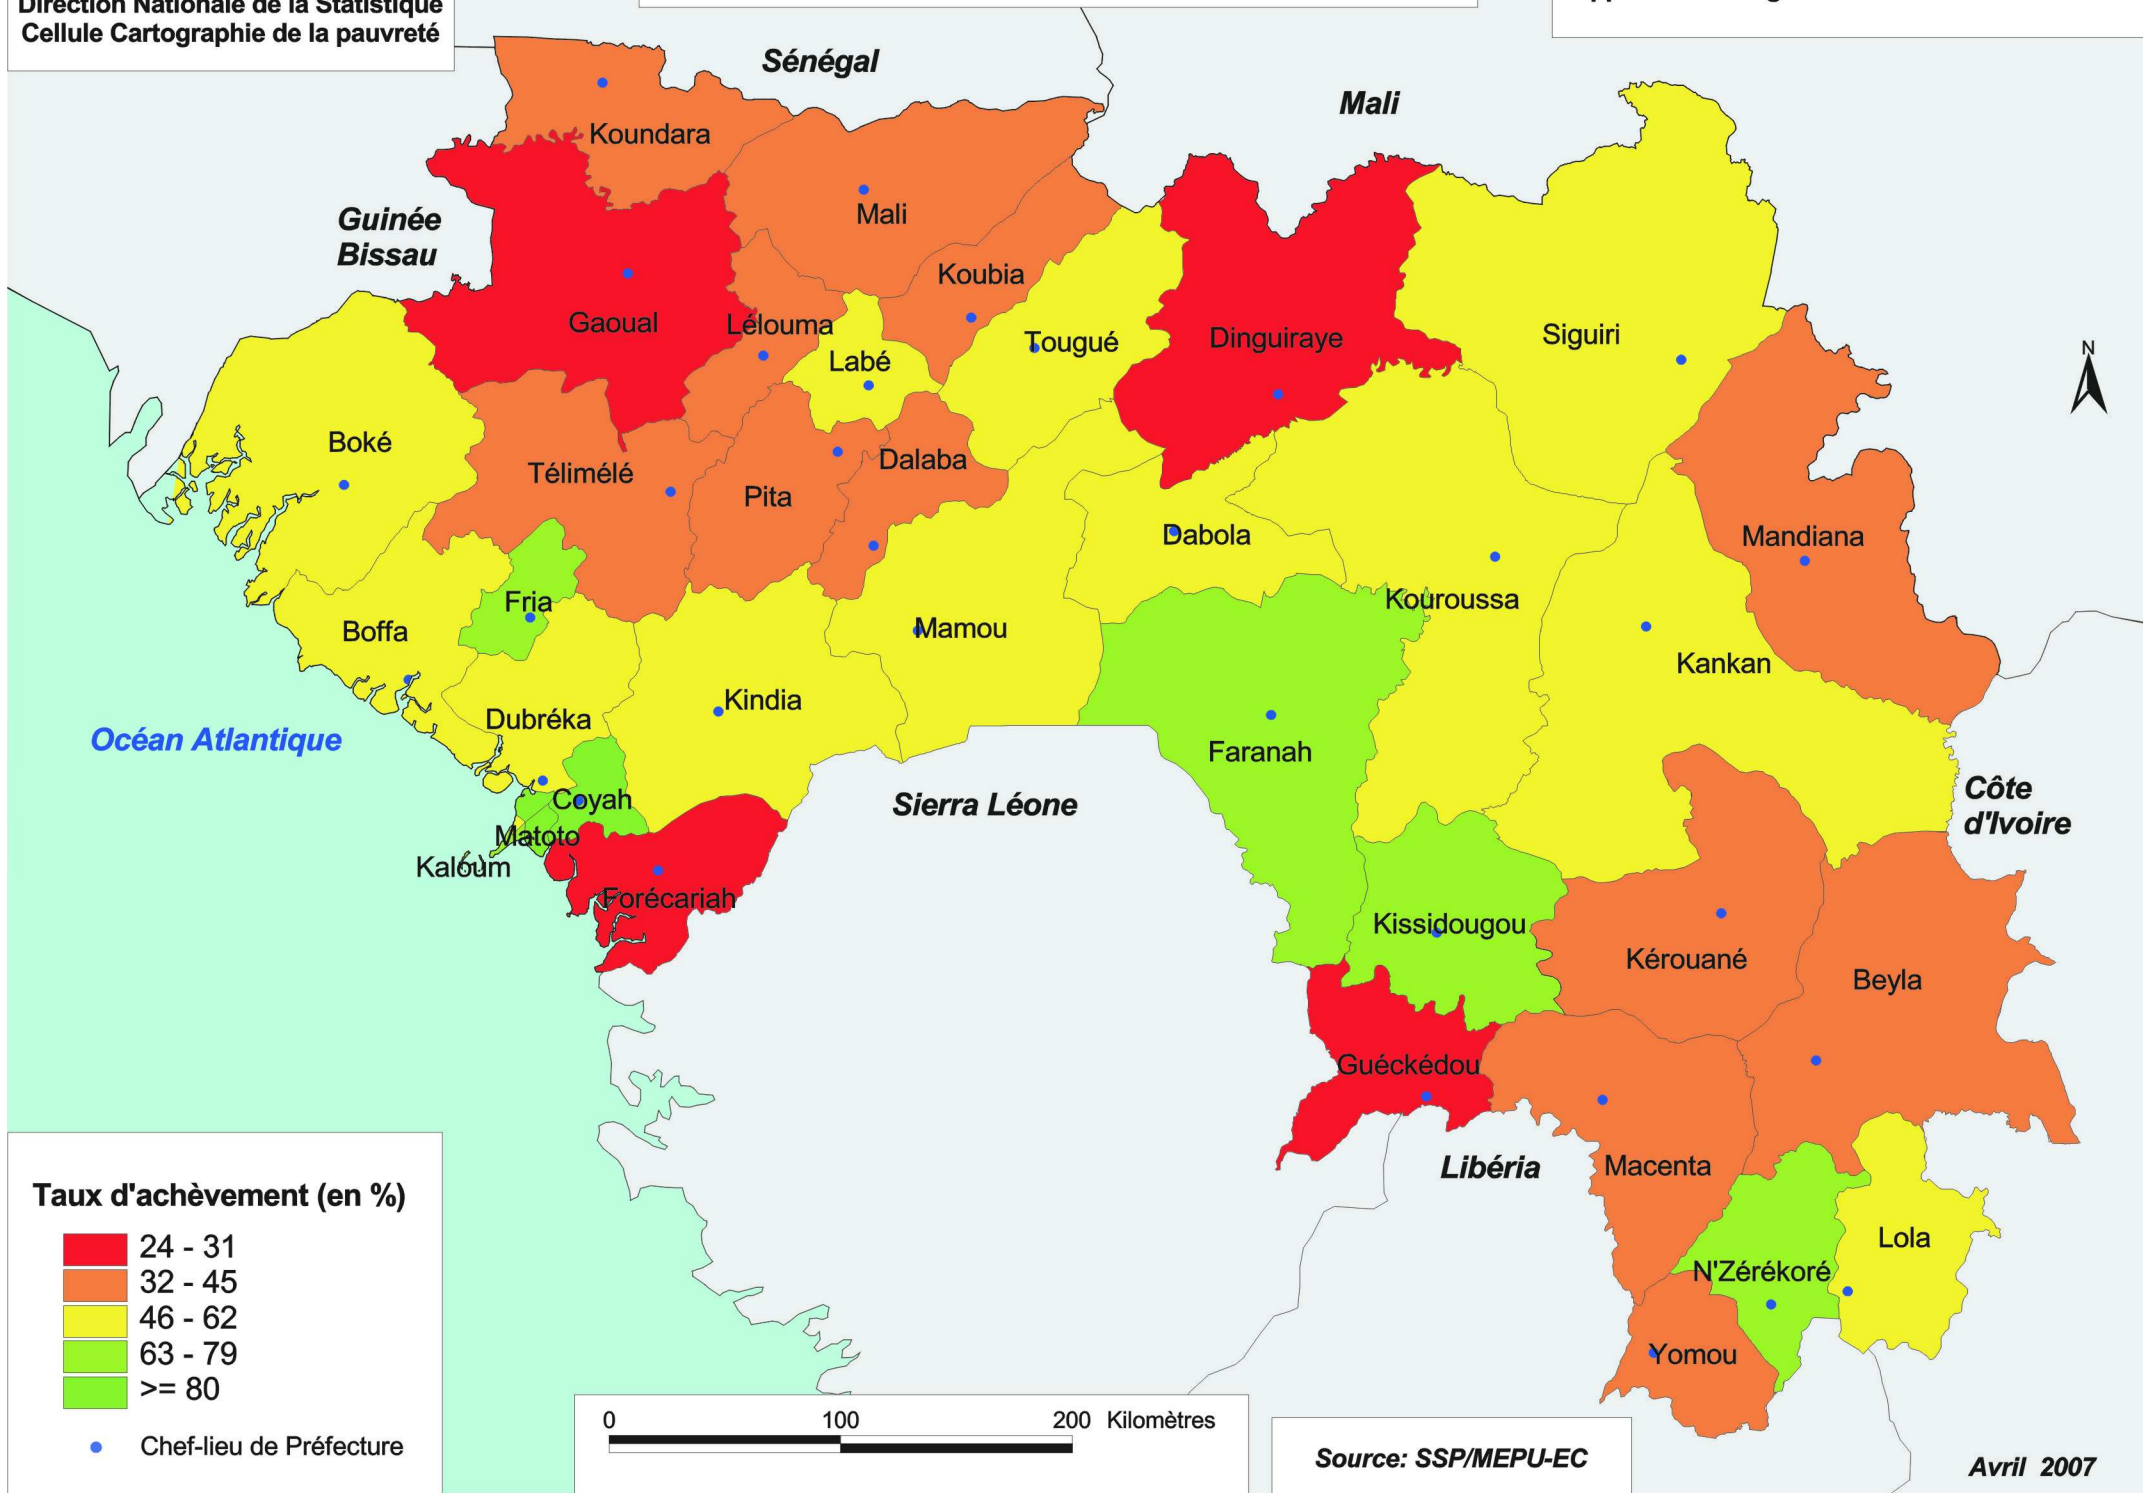 Direction Nationale de la Statistique
Cellule Cartographie de la pauvreté
Sénégal
Mali
Koundara
Mali
Guinée
Bissau
Koubia
Gaoual
Lélouma
Labé
Tougué
Dinguiraye
Siguiri
N
Boké
Télimélé
Pita
Dalaba
Dabola
Mandiana
Fria
Kouroussa
Boffa
Mamou
Kankan
Kindia
Dubréka
Océan Atlantique
Faranah
Coyah
Sierra Léone
Côte
d'Ivoire
Matoto
Kaloum
Forécariah
Kissidougou
Kérouané
Beyla
Guéckédou
Libéria
Macenta
Lola
N'Zérékoré
Yomou
Taux d'achèvement (en %)
24 - 31
32 - 45
46 - 62
63 - 79
>= 80
Chef-lieu de Préfecture
0 100 200 Kilomètres
Source: SSP/MEPU-EC
Avril 2007